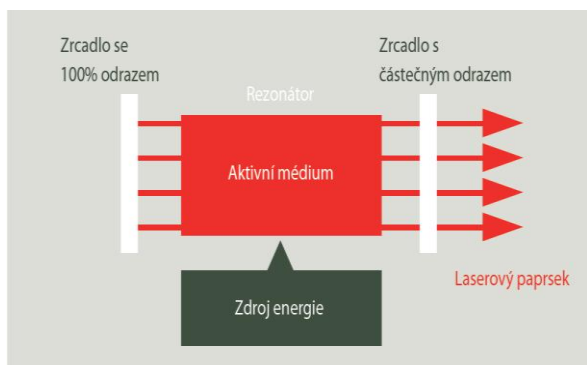 Zrcadlo se
100% odrazem
Rezonátor
Zrcadlo s
částečným odrazem
Aktivní médium
Laserový paprsek
Zdroj energie